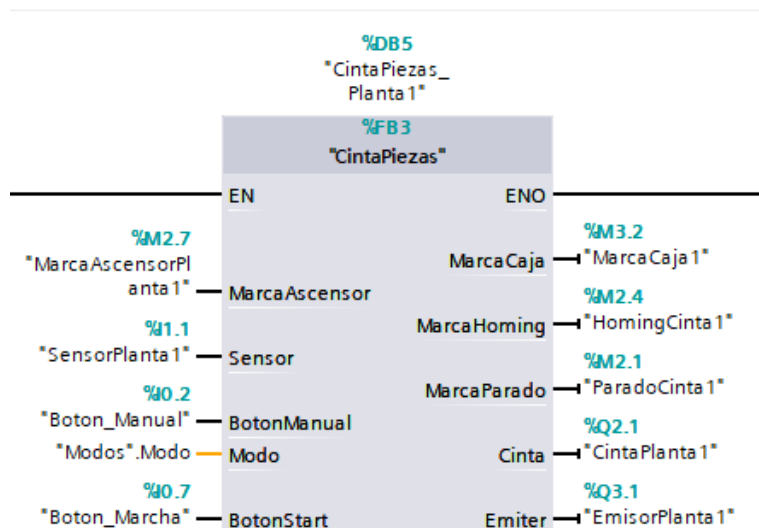 %DB5
"CintaPiezas_
Planta1"
%FB3
"CintaPiezas"
EN
ENO
%M2.7
"MarcaAscensorPl
anta1"
MarcaAscensor
%I1.1
"SensorPlanta1"
Sensor
%I0.2
"Boton_Manual"
BotonManual
"Modos".Modo
Modo
%I0.7
"Boton_Marcha"
BotonStart
MarcaCaja
%M3.2
"MarcaCaja1"
MarcaHoming
%M2.4
"HomingCinta1"
MarcaParado
%M2.1
"ParadoCinta1"
Cinta
%Q2.1
"CintaPlanta1"
Emiter
%Q3.1
"EmisorPlanta1"